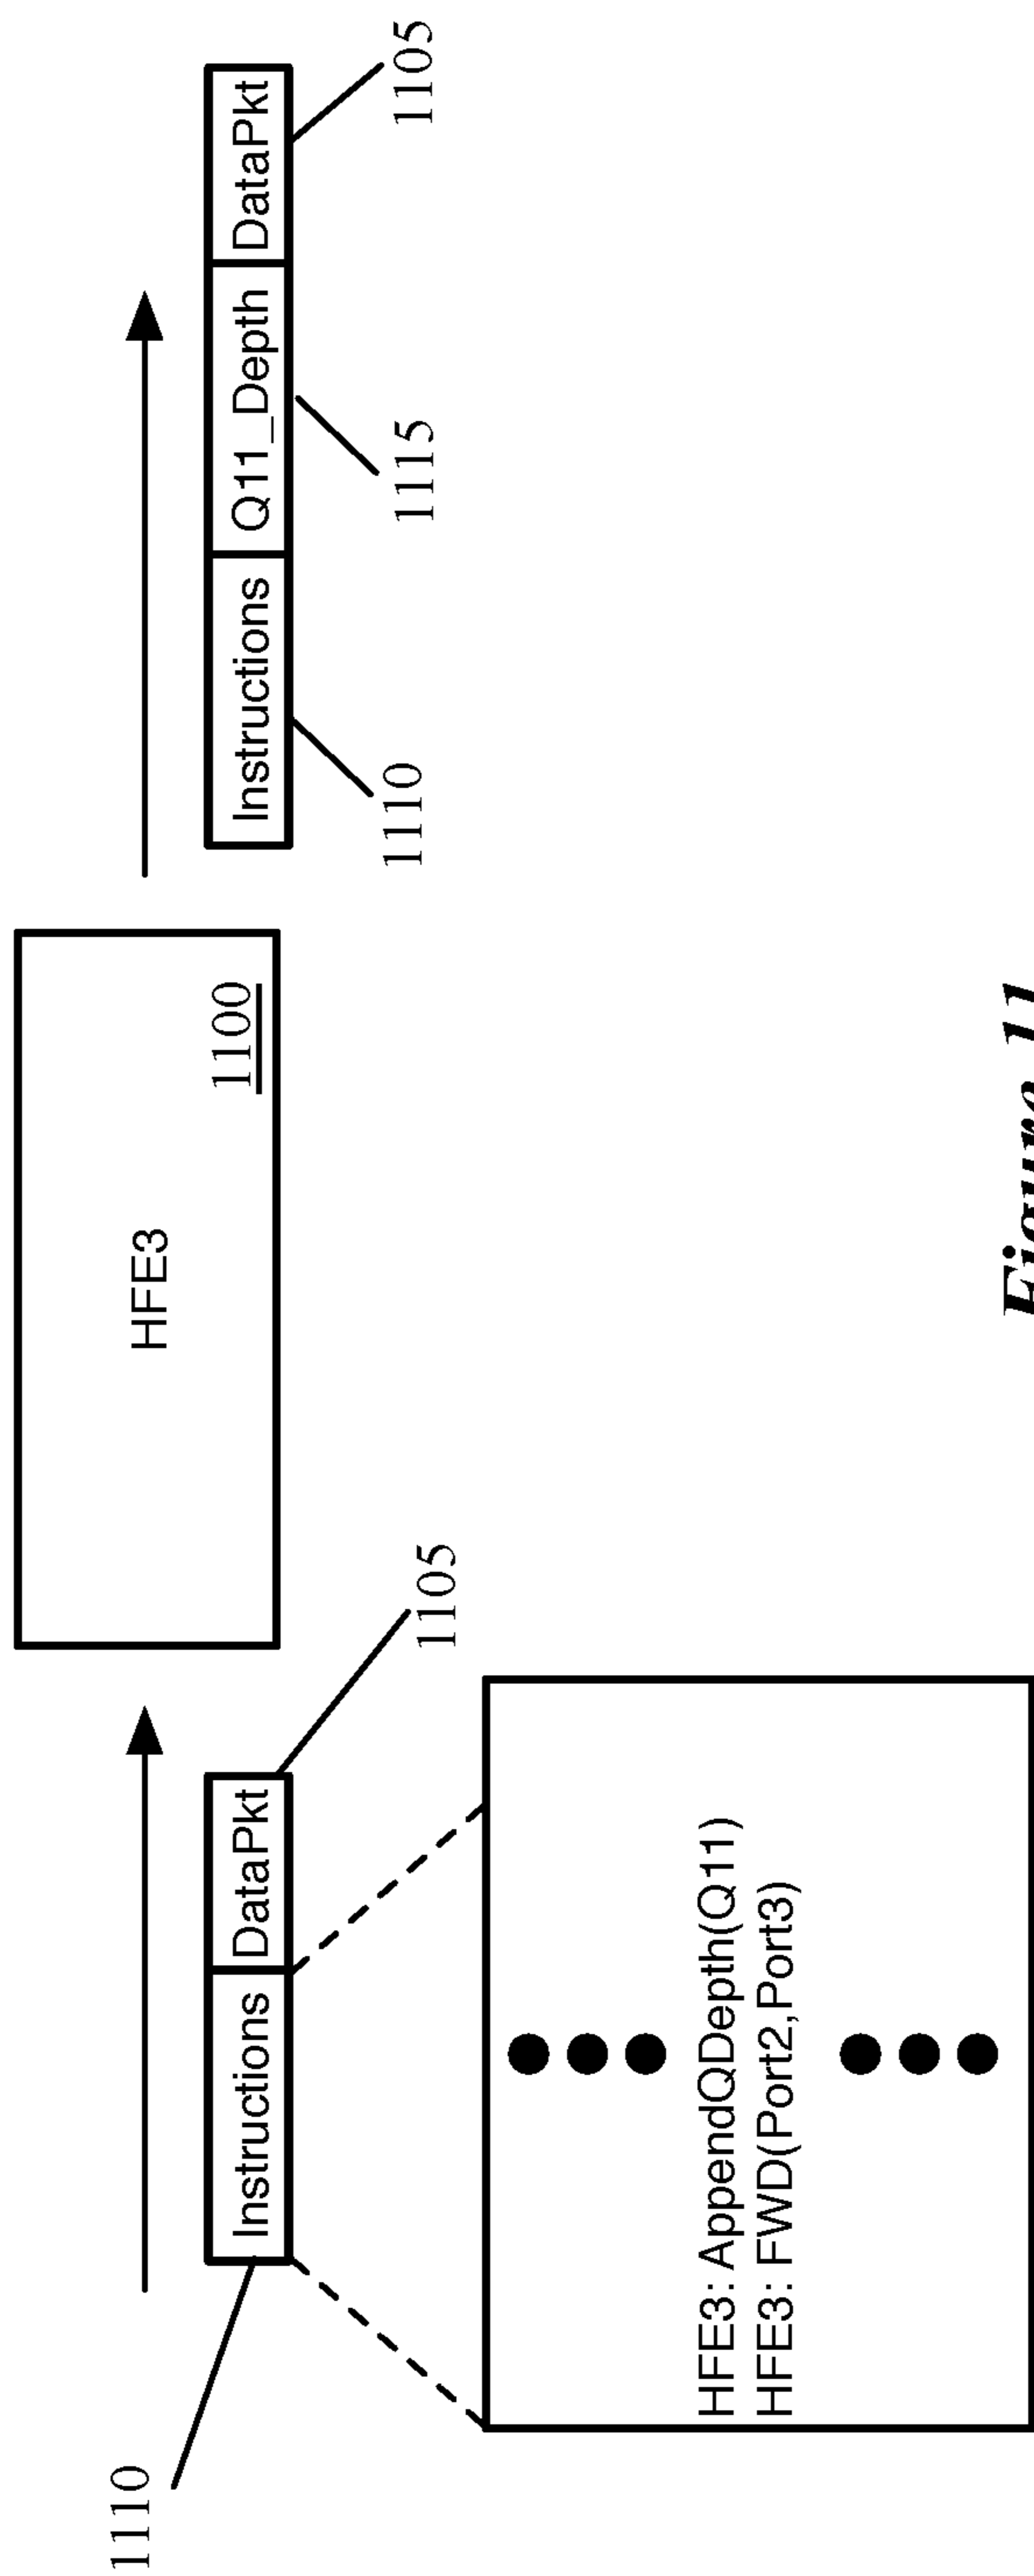 1110
Instructions
DataPkt
1105
HFE3: AppendQDepth(Q11)
HFE3: FWD(Port2,Port3)
HFE3
1100
Instructions
Q11_Depth
DataPkt
1110
1115
1105
Figure 11